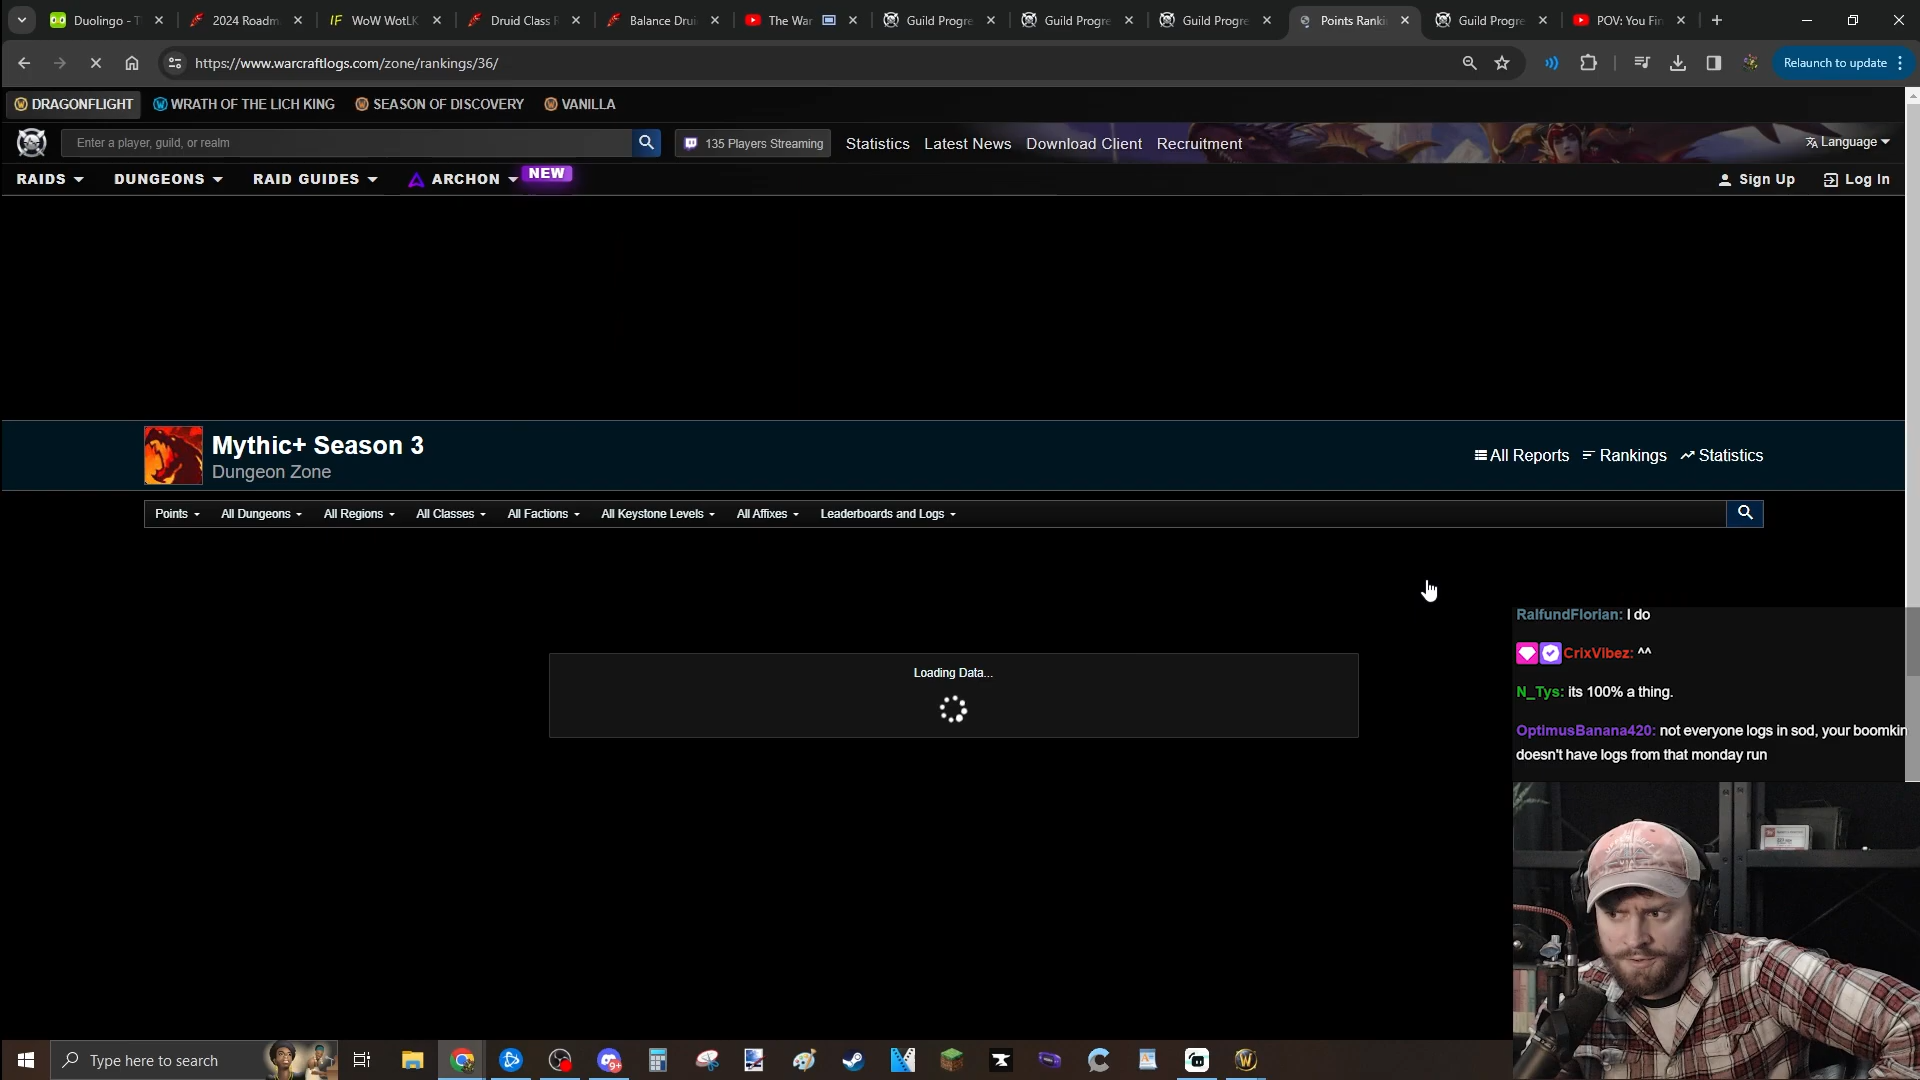 Duolingo - T
2024 Roadm
WoW WotLK
Druid Class R
Balance Drui
The War
Guild Progre
Guild Progre
Guild Progre
Points Ranki
Guild Progre
POV: You Fin
https://www.warcraftlogs.com/zone/rankings/36/
Relaunch to update
DRAGONFLIGHT
WRATH OF THE LICH KING
SEASON OF DISCOVERY
VANILLA
Enter a player, guild, or realm
135 Players Streaming
Statistics
Latest News
Download Client
Recruitment
Language
RAIDS
DUNGEONS
RAID GUIDES
ARCHON
NEW
Sign Up
Log In
Mythic+ Season 3
Dungeon Zone
All Reports
Rankings
Statistics
Points
All Dungeons
All Regions
All Classes
All Factions
All Keystone Levels
All Affixes
Leaderboards and Logs
Loading Data...
RalfundFlorian: I do
CrixVibez: ^^
N_Tys: its 100% a thing.
OptimusBanana420: not everyone logs in sod, your boomkin
doesn't have logs from that monday run
Type here to search
9+